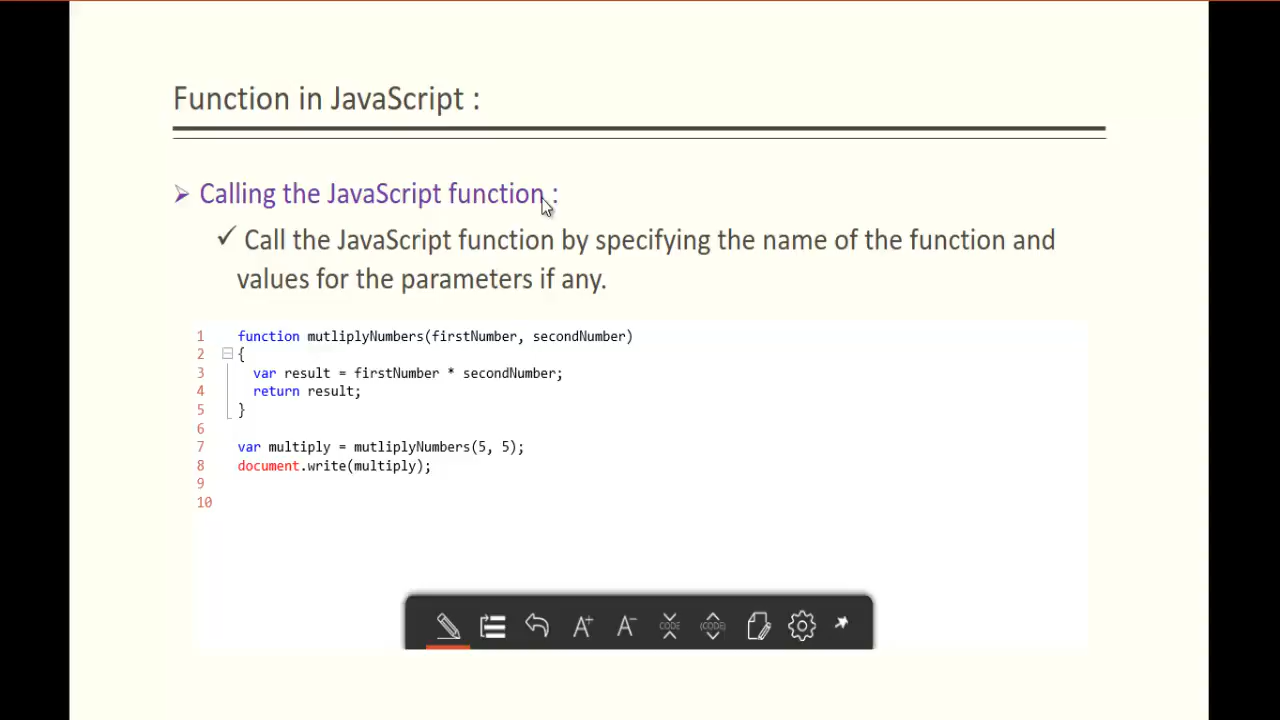 Function in JavaScript :
Calling the JavaScript function :
Call the JavaScript function by specifying the name of the function and
values for the parameters if any.
1 function mutliplyNumbers(firstNumber, secondNumber)
2 {
3 var result = firstNumber * secondNumber;
4 return result;
5 }
6
7 var multiply = mutliplyNumbers(5, 5);
8 document.write(multiply);
9
10
A+ A- CODE {CODE}